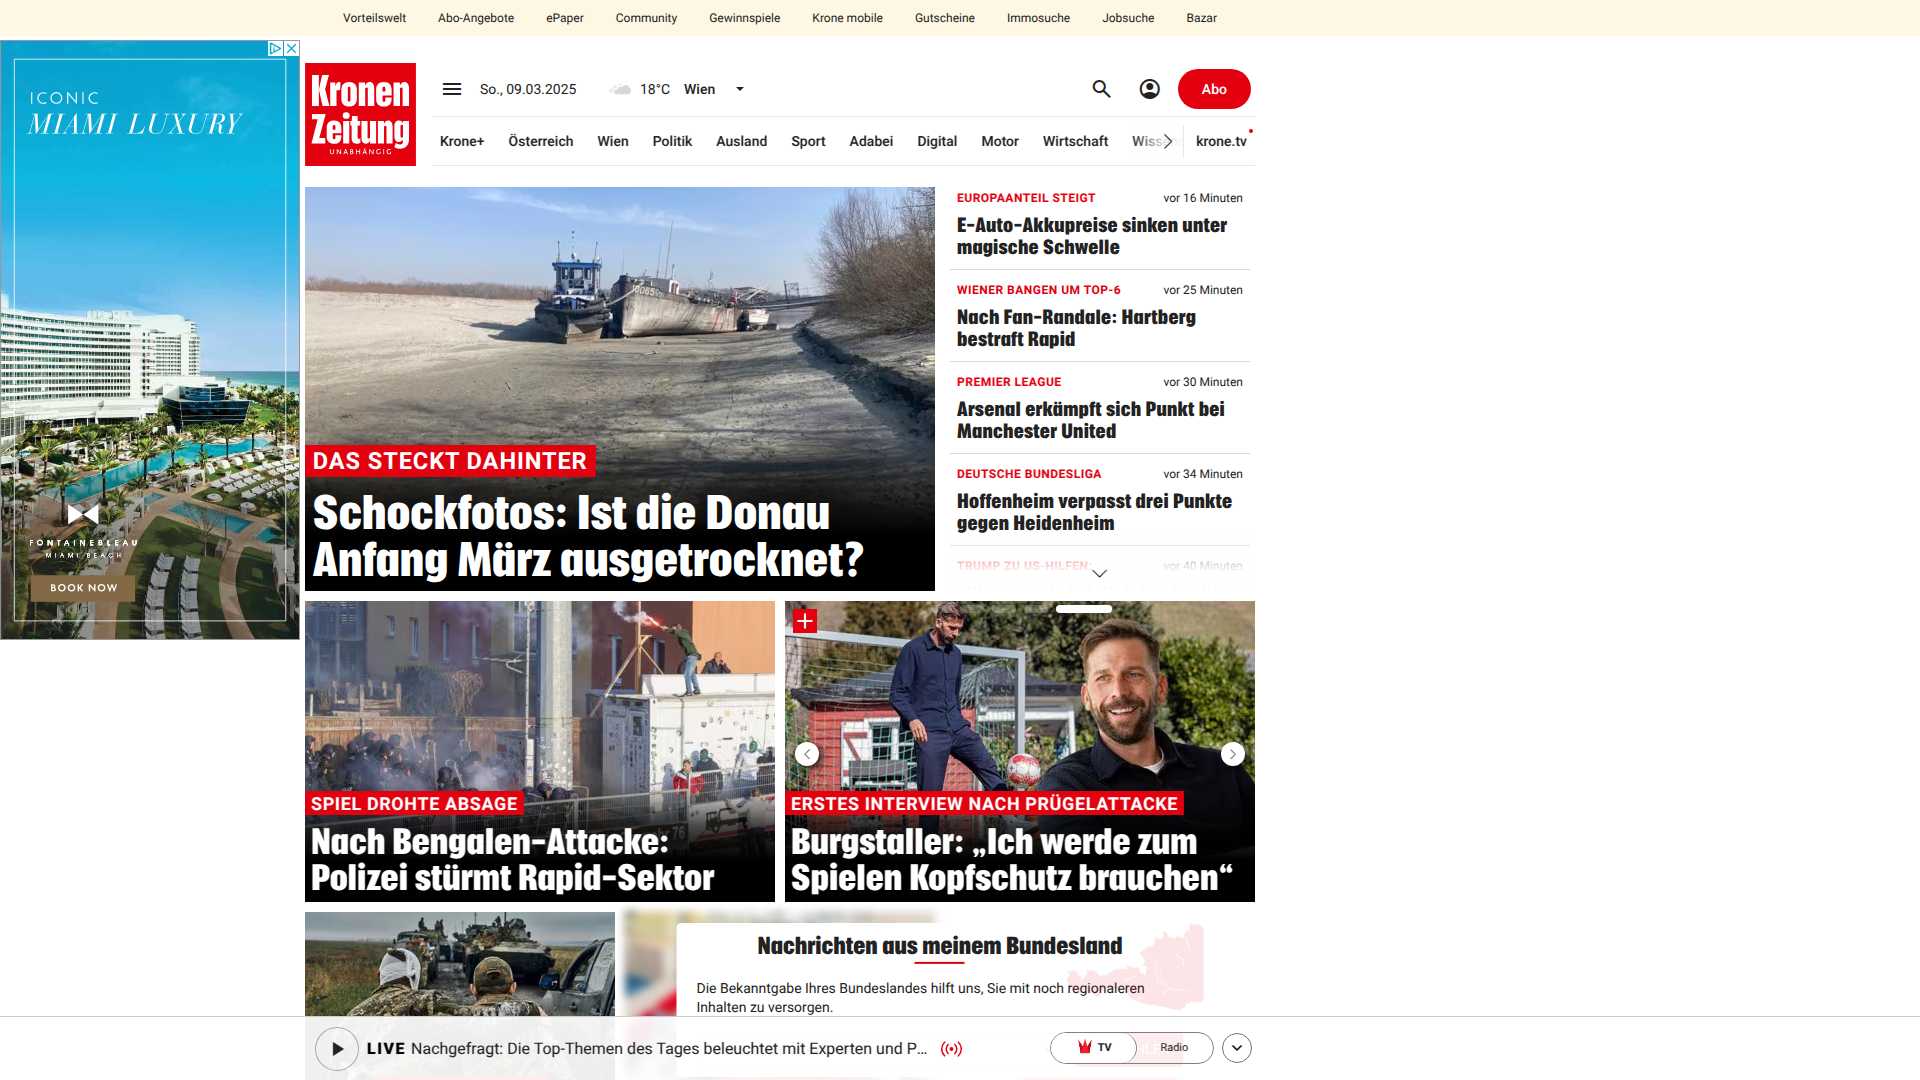 Vorteilswelt Abo-Angebote ePaper Community Gewinnspiele Krone mobile Gutscheine Immosuche Jobsuche Bazar
ICONIC
MIAMI LUXURY
FONTAINEBLEAU
MIAMI BEACH
BOOK NOW
Kronen
Zeitung
UNABHÄNGIG
So., 09.03.2025 18°C Wien
Abo
Krone+ Österreich Wien Politik Ausland Sport Adabei Digital Motor Wirtschaft krone.tv
DAS STECKT DAHINTER
Schockfotos: Ist die Donau
Anfang März ausgetrocknet?
EUROPAANTEIL STEIGT vor 16 Minuten
E-Auto-Akkupreise sinken unter
magische Schwelle
WIENER BANGEN UM TOP-6 vor 25 Minuten
Nach Fan-Randale: Hartberg
bestraft Rapid
PREMIER LEAGUE vor 30 Minuten
Arsenal erkämpft sich Punkt bei
Manchester United
DEUTSCHE BUNDESLIGA vor 34 Minuten
Hoffenheim verpasst drei Punkte
gegen Heidenheim
TRUMP ZU US-HILFEN: vor 40 Minuten
SPIEL DROHTE ABSAGE
Nach Bengalen-Attacke:
Polizei stürmt Rapid-Sektor
ERSTES INTERVIEW NACH PRÜGELATTACKE
Burgstaller: „Ich werde zum
Spielen Kopfschutz brauchen“
Nachrichten aus meinem Bundesland
Die Bekanntgabe Ihres Bundeslandes hilft uns, Sie mit noch regionaleren
Inhalten zu versorgen.
LIVE Nachgefragt: Die Top-Themen des Tages beleuchtet mit Experten und P...
TV Radio